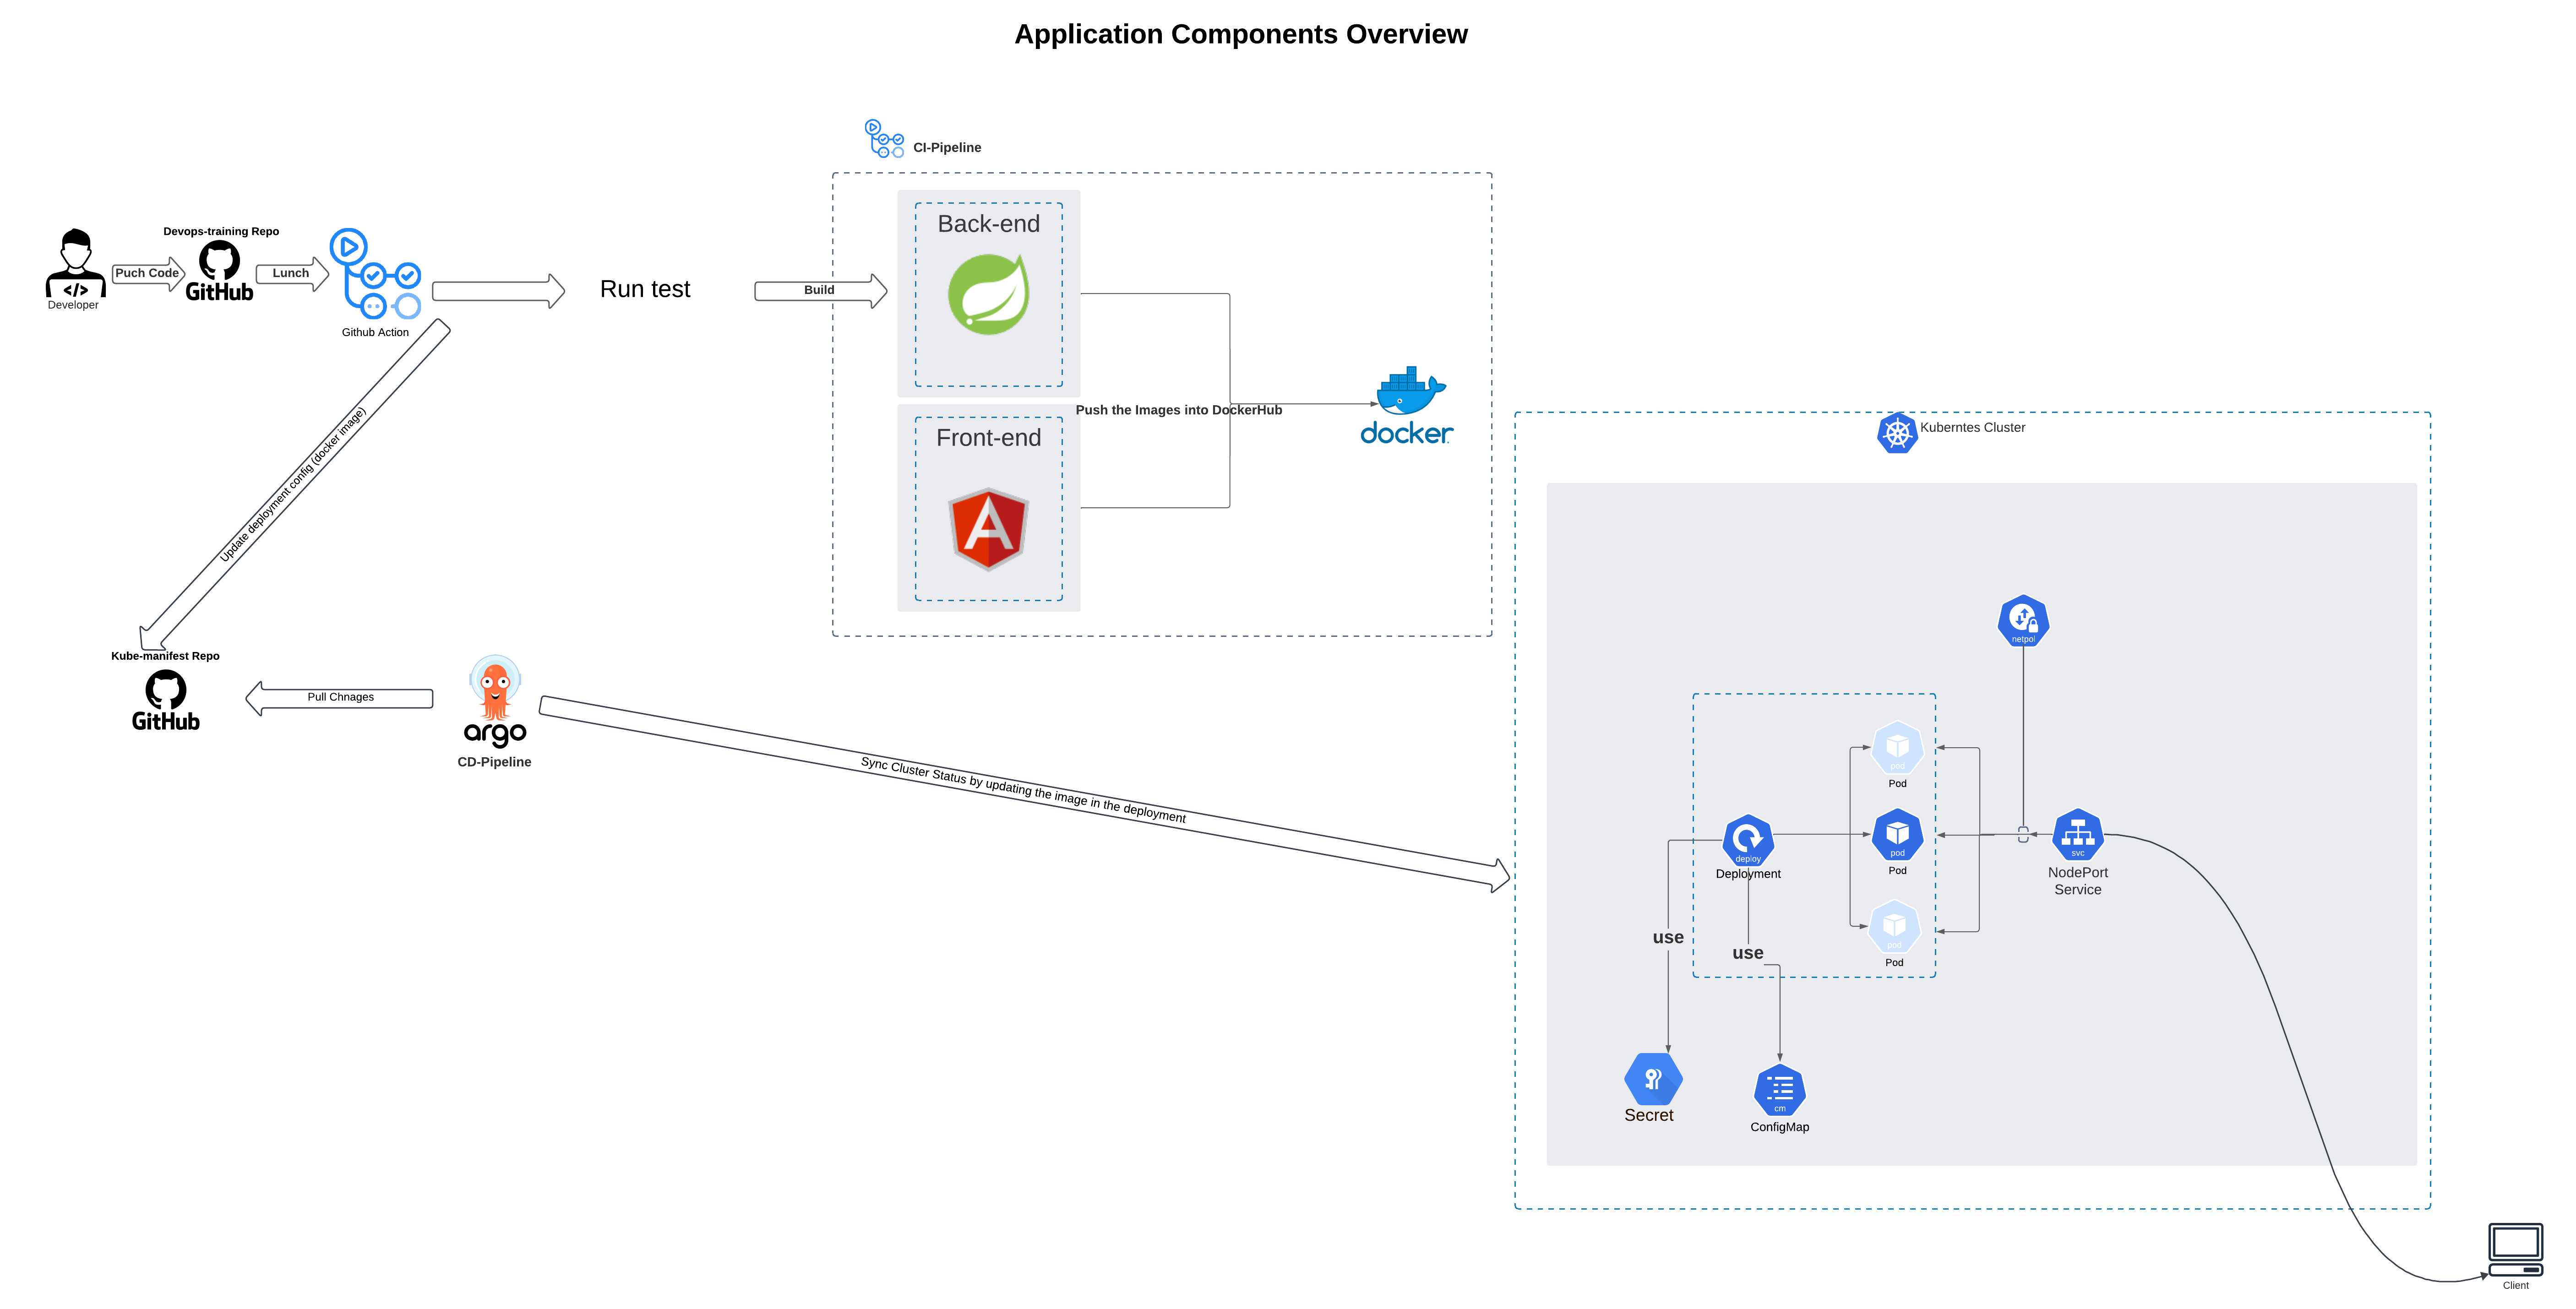 Application Components Overview
CI-Pipeline
Back-end
Devops-training Repo
Puch Code
GitHub
Lunch
Developer
Github Action
Run test
Build
Push the Images into DockerHub
docker
Front-end
Update deployment config (docker image)
Kuberntes Cluster
Kube-manifest Repo
GitHub
Pull Chnages
argo
CD-Pipeline
Sync Cluster Status by updating the image in the deployment
netpol
pod
Pod
deploy
Deployment
pod
Pod
svc
NodePort
Service
use
use
pod
Pod
Secret
cm
ConfigMap
Client